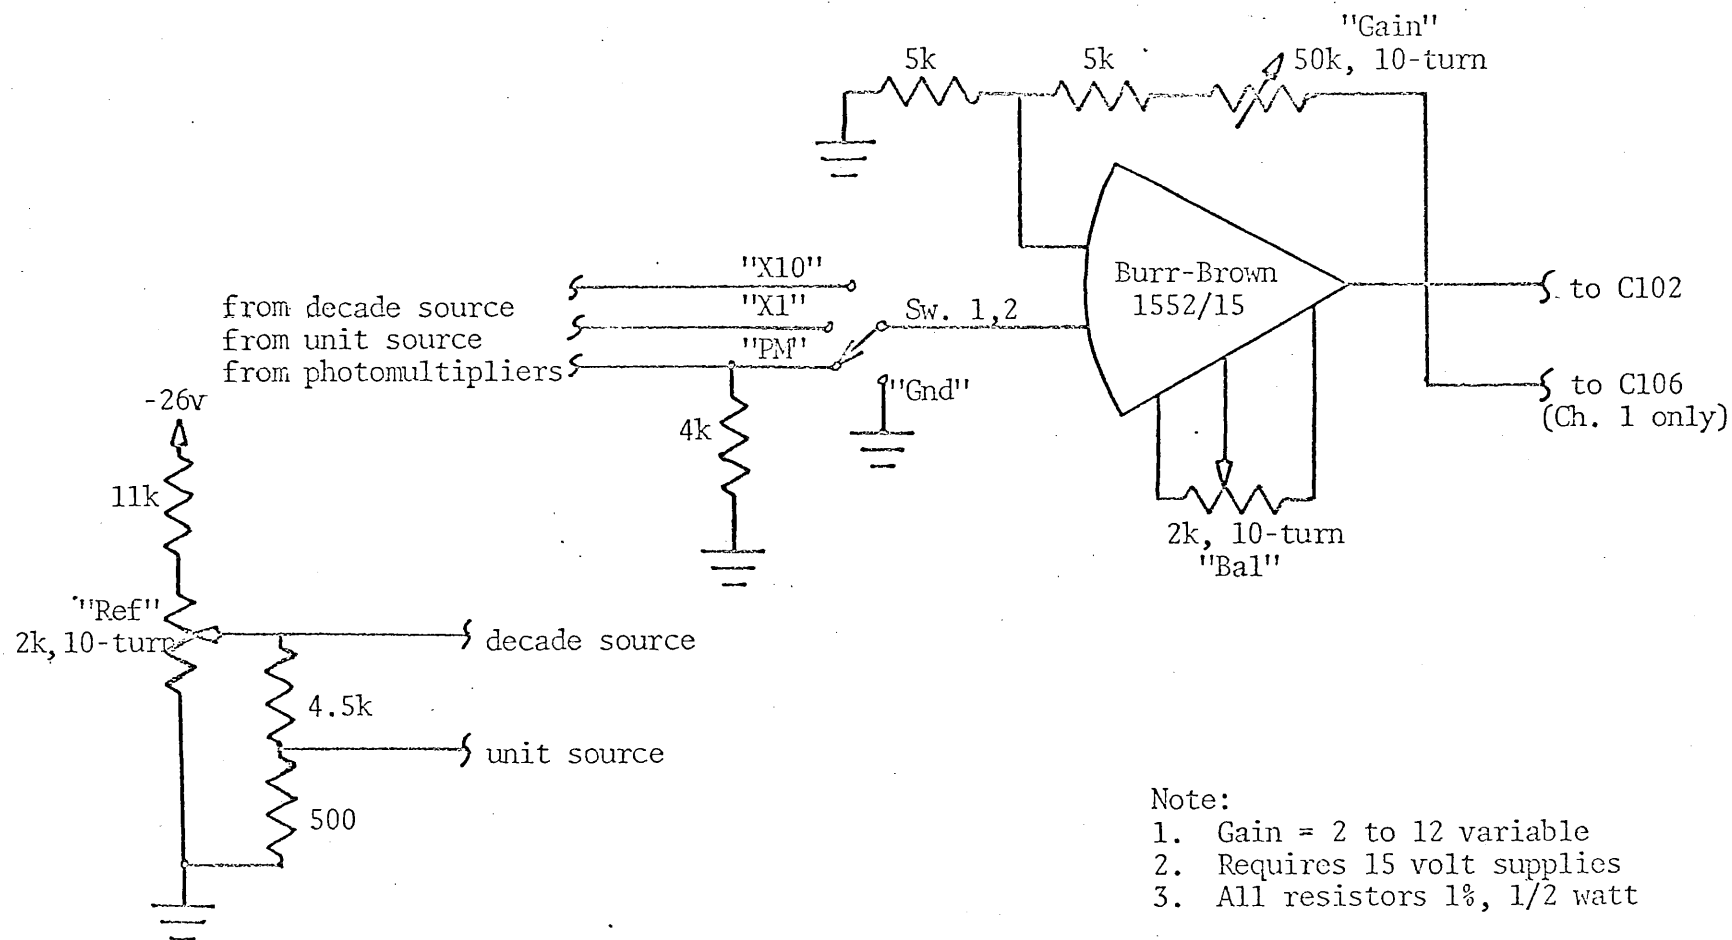 "Gain"
50k, 10-turn
5k
5k
Burr-Brown
1552/15
"X10"
"X1"
"PM"
Sw. 1,2
"Gnd"
from decade source
from unit source
from photomultipliers
to C102
to C106
(Ch. 1 only)
4k
2k, 10-turn
"Bal"
-26v
11k
"Ref"
2k, 10-turn
decade source
4.5k
unit source
500
Note:
1. Gain = 2 to 12 variable
2. Requires 15 volt supplies
3. All resistors 1%, 1/2 watt